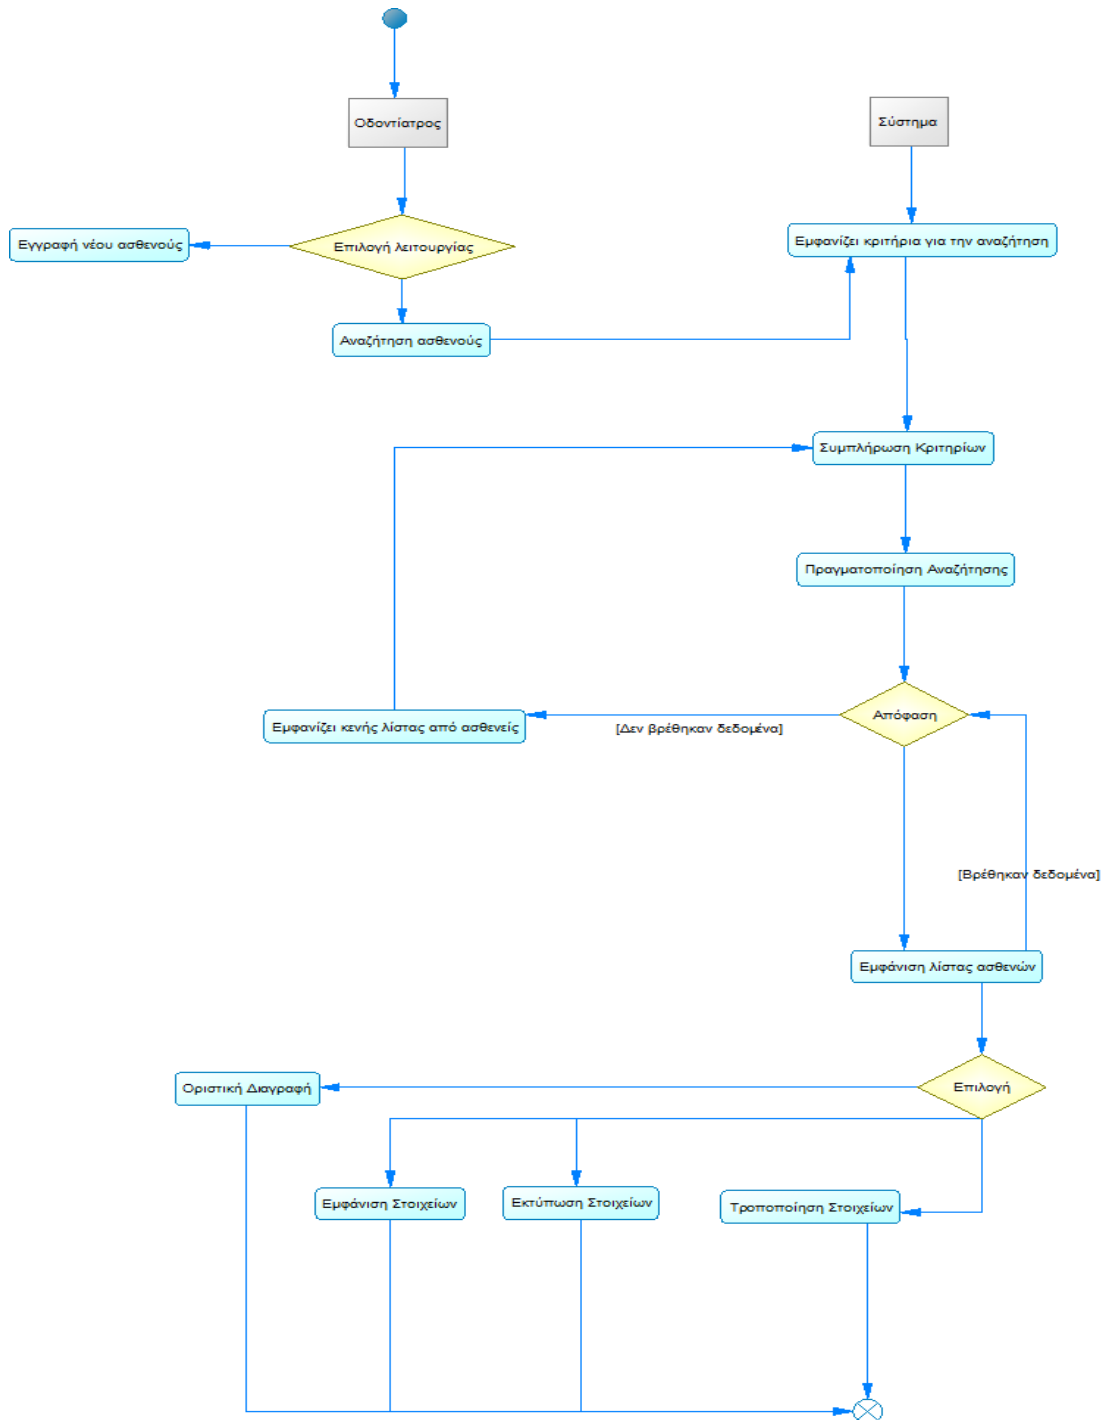 Οδοντίατρος
Σύστημα
Εγγραφή νέου ασθενούς
Επιλογή λειτουργίας
Εμφανίζει κριτήρια για την αναζήτηση
Αναζήτηση ασθενούς
Συμπλήρωση Κριτηρίων
Πραγματοποίηση Αναζήτησης
Εμφανίζει κενής λίστας από ασθενείς
[Δεν βρέθηκαν δεδομένα]
Απόφαση
[Βρέθηκαν δεδομένα]
Εμφάνιση λίστας ασθενών
Οριστική Διαγραφή
Επιλογή
Εμφάνιση Στοιχείων
Εκτύπωση Στοιχείων
Τροποποίηση Στοιχείων